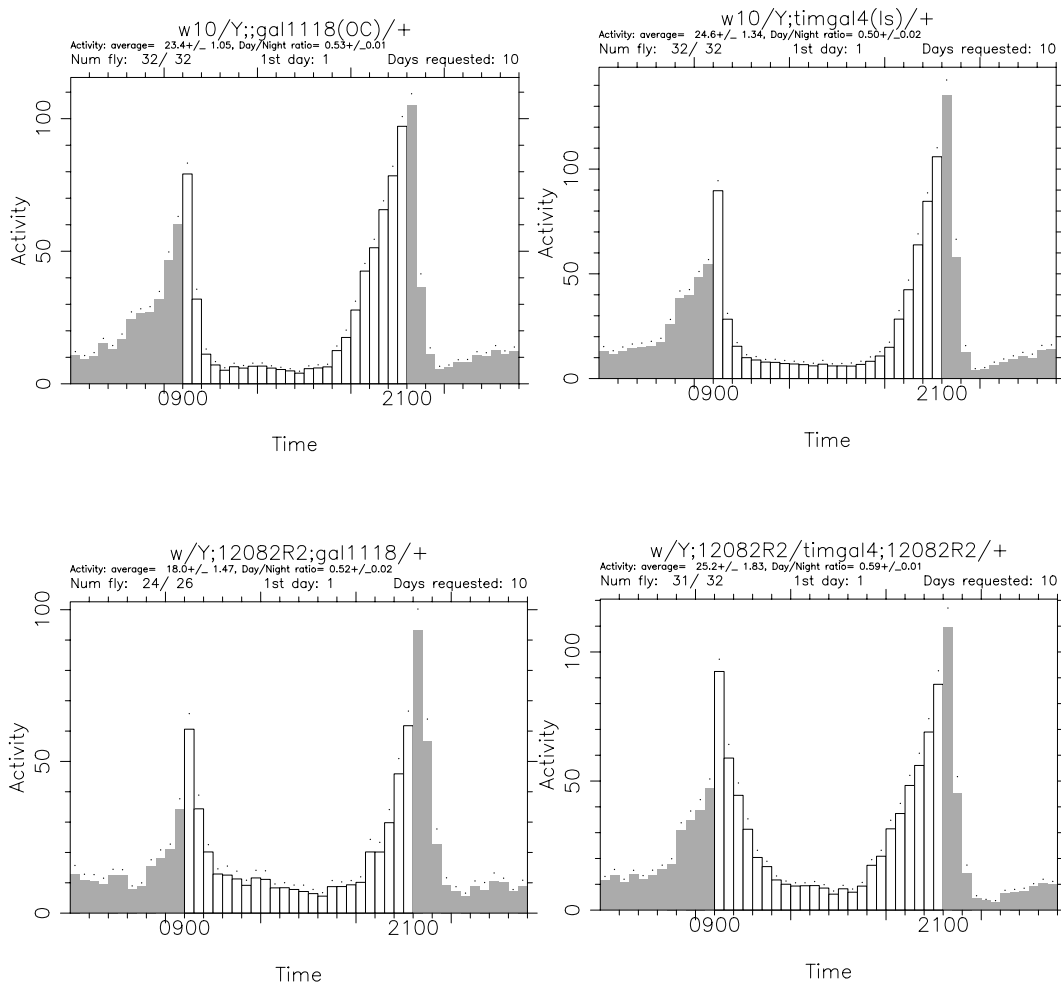 w10/Y;;gal1118(OC)/+
Activity: average= 23.4+/_ 1.05, Day/Night ratio= 0.53+/_0.01
Num fly: 32/ 32 1st day: 1 Days requested: 10
100
50
0
Activity
0900 2100
Time
w10/Y;timgal4(Is)/+
Activity: average= 24.6+/_ 1.34, Day/Night ratio= 0.50+/_0.02
Num fly: 32/ 32 1st day: 1 Days requested: 10
100
50
0
Activity
0900 2100
Time
w/Y;12082R2;gal1118/+
Activity: average= 18.0+/_ 1.47, Day/Night ratio= 0.52+/_0.02
Num fly: 24/ 26 1st day: 1 Days requested: 10
100
50
0
Activity
0900 2100
Time
w/Y;12082R2/timgal4;12082R2/+
Activity: average= 25.2+/_ 1.83, Day/Night ratio= 0.59+/_0.01
Num fly: 31/ 32 1st day: 1 Days requested: 10
100
50
0
Activity
0900 2100
Time